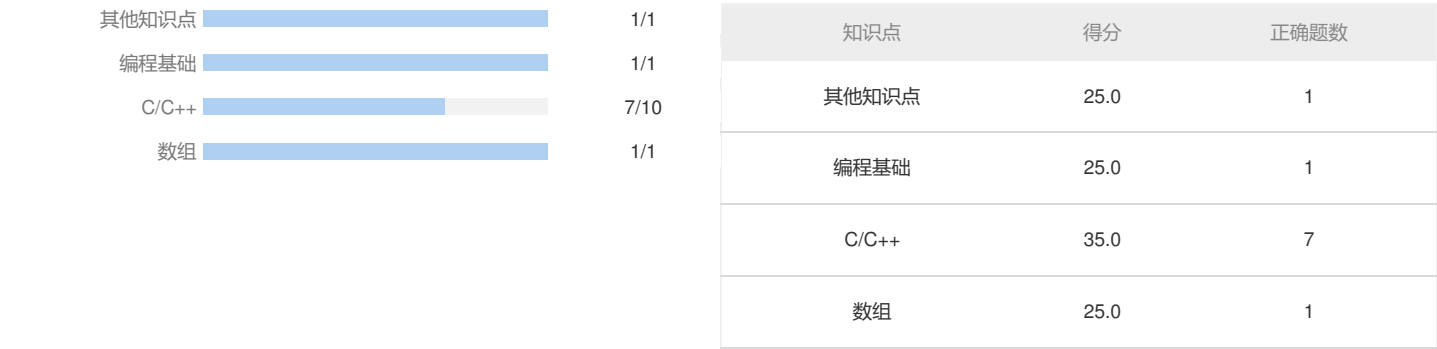 其他知识点 1/1
编程基础 1/1
C/C++ 7/10
数组 1/1
知识点 得分 正确题数
其他知识点 25.0 1
编程基础 25.0 1
C/C++ 35.0 7
数组 25.0 1